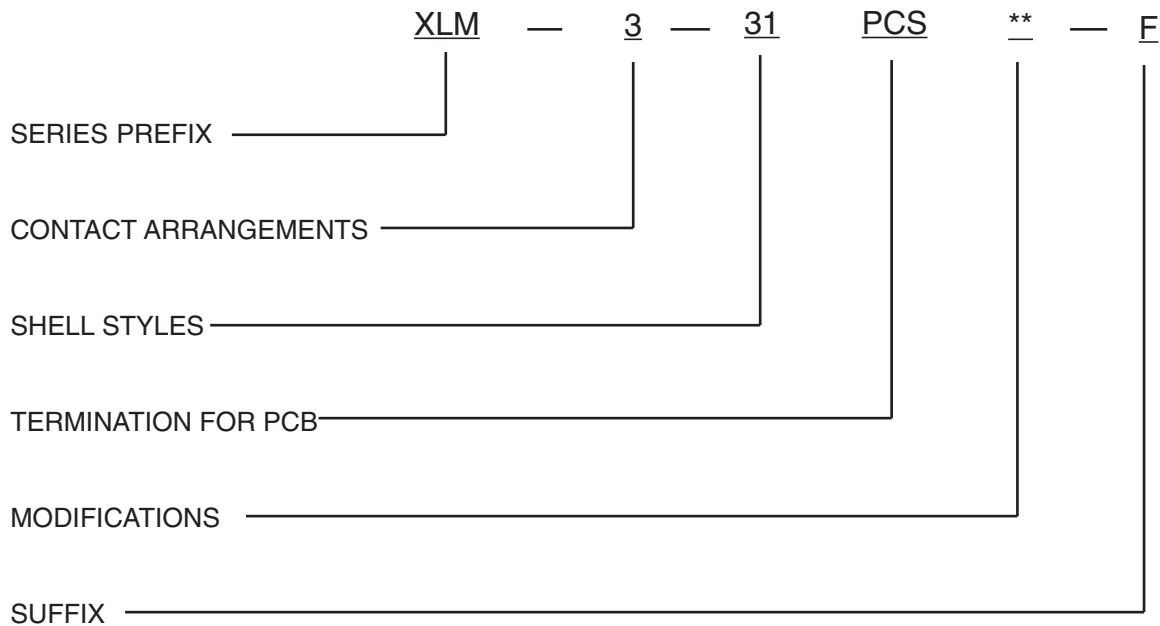 XLM — 3 — 31 PCS ** — F
SERIES PREFIX
CONTACT ARRANGEMENTS
SHELL STYLES
TERMINATION FOR PCB
MODIFICATIONS
SUFFIX